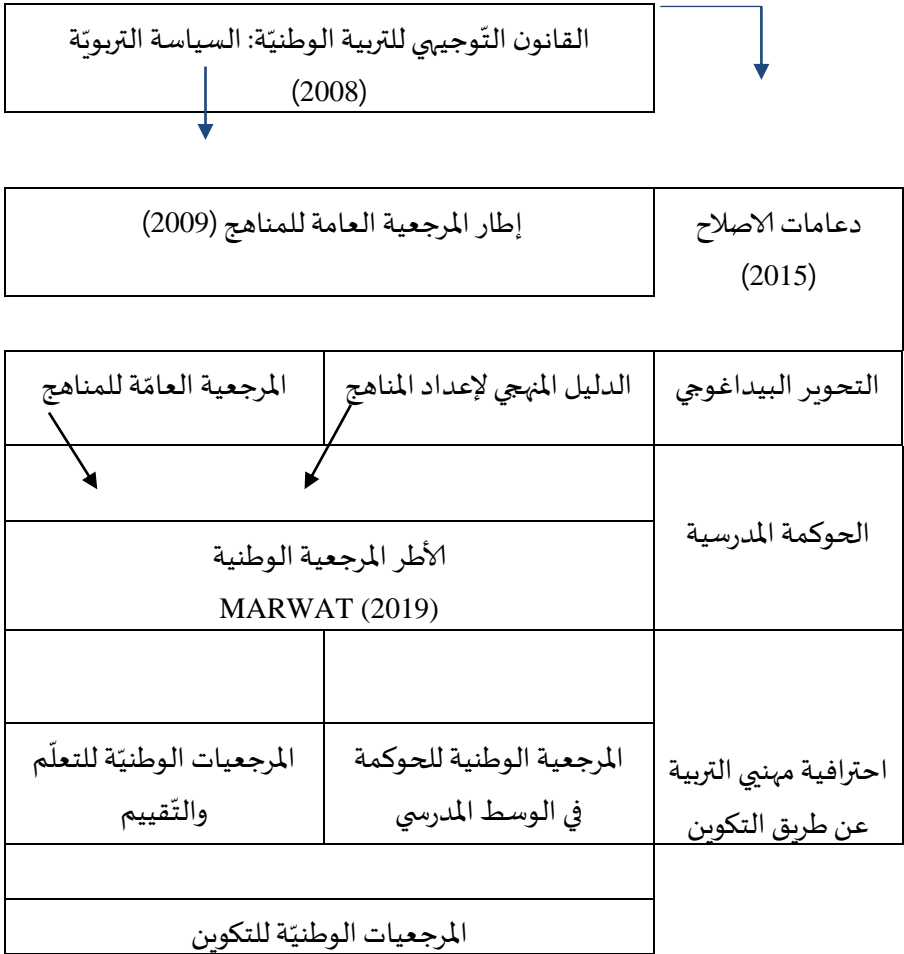 القانون التّوجيهي للتربية الوطنيّة: السياسة التربويّة
(2008)
دعامات الاصلاح
(2015)
إطار المرجعية العامة للمناهج (2009)
التحوير البيداغوجي
الدليل المنهجي لإعداد المناهج
المرجعية العامّة للمناهج
الحوكمة المدرسية
الأطر المرجعية الوطنية
MARWAT (2019)
احترافية مهنيي التربية
عن طريق التكوين
المرجعية الوطنية للحوكمة
في الوسط المدرسي
المرجعيات الوطنيّة للتعلّم
والتّقييم
المرجعيات الوطنيّة للتكوين